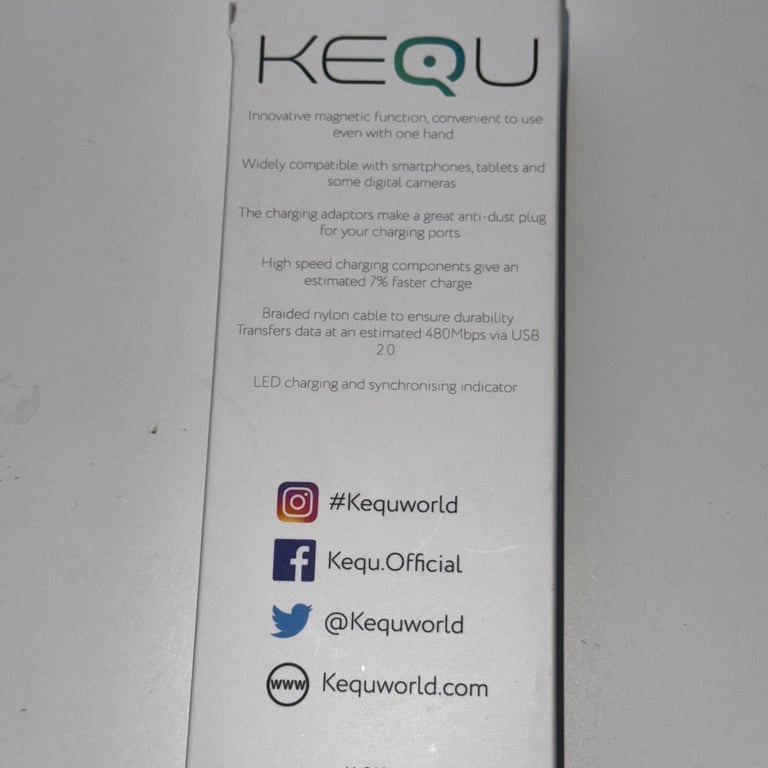 KEQU
Innovative magnetic function, convenient to use
even with one hand
Widely compatible with smartphones, tablets and
some digital cameras
The charging adaptors make a great anti-dust plug
for your charging ports
High speed charging components give an
estimated 7% faster charge
Braided nylon cable to ensure durability
Transfers data at an estimated 480Mbps via USB
2.0
LED charging and synchronising indicator
#Kequworld
f Kequ.Official
@Kequworld
www Kequworld.com